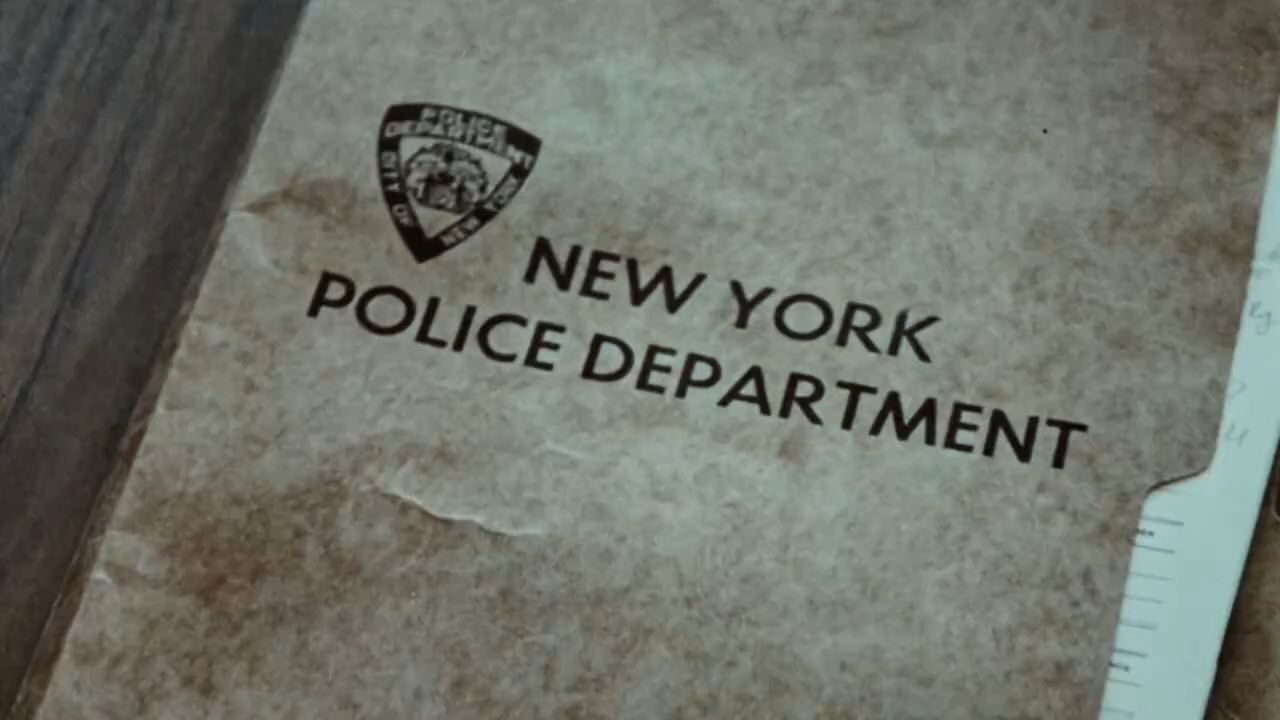 POLICE
DEPARTMENT
CITY OF
NEW YORK
NEW YORK
POLICE DEPARTMENT